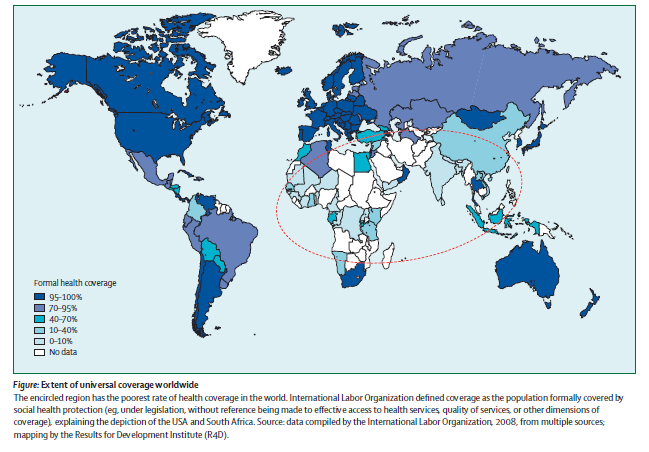 Formal health coverage
95–100%
70–95%
40–70%
10–40%
0–10%
No data
Figure: Extent of universal coverage worldwide
The encircled region has the poorest rate of health coverage in the world. International Labor Organization defined coverage as the population formally covered by
social health protection (eg, under legislation, without reference being made to effective access to health services, quality of services, or other dimensions of
coverage), explaining the depiction of the USA and South Africa. Source: data compiled by the International Labor Organization, 2008, from multiple sources;
mapping by the Results for Development Institute (R4D).